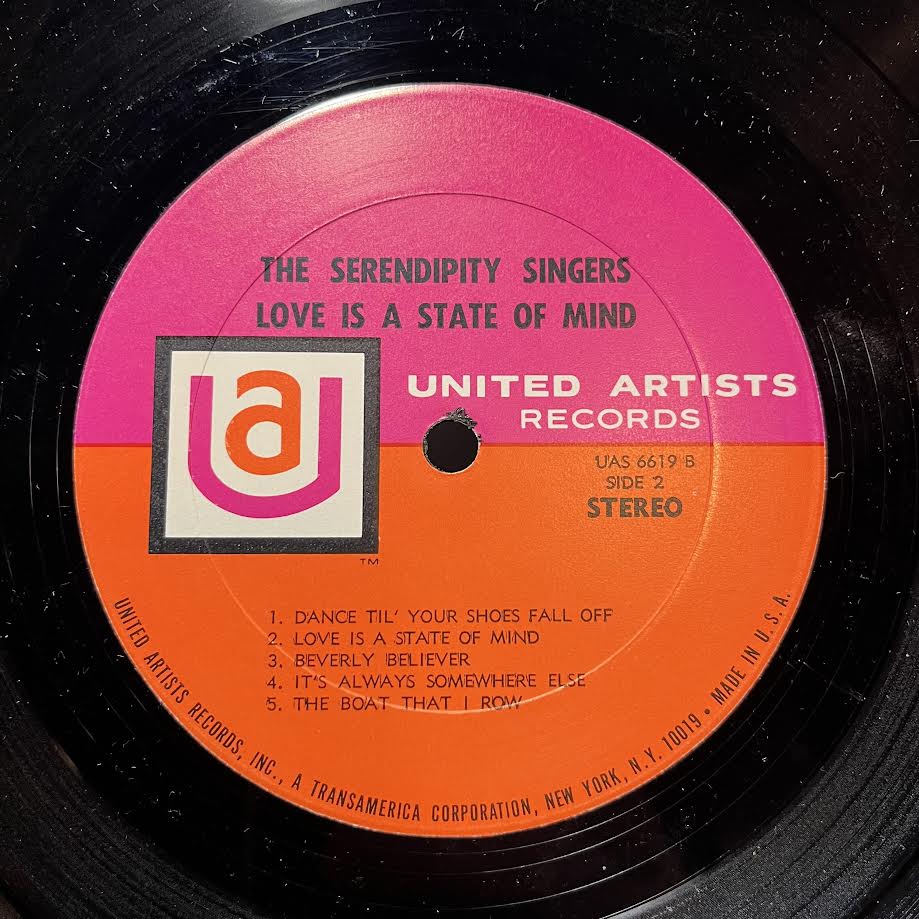 THE SERENDIPITY SINGERS
LOVE IS A STATE OF MIND
ua
UNITED ARTISTS
RECORDS
UAS 6619 B
SIDE 2
STEREO
TM
1. DANCE TIL' YOUR SHOES FALL OFF
2. LOVE IS A STATE OF MIND
3. BEVERLY BELIEVER
4. IT'S ALWAYS SOMEWHERE ELSE
5. THE BOAT THAT I ROW
UNITED ARTISTS RECORDS, INC., A TRANSAMERICA CORPORATION, NEW YORK, N.Y. 10019 • MADE IN U.S.A.